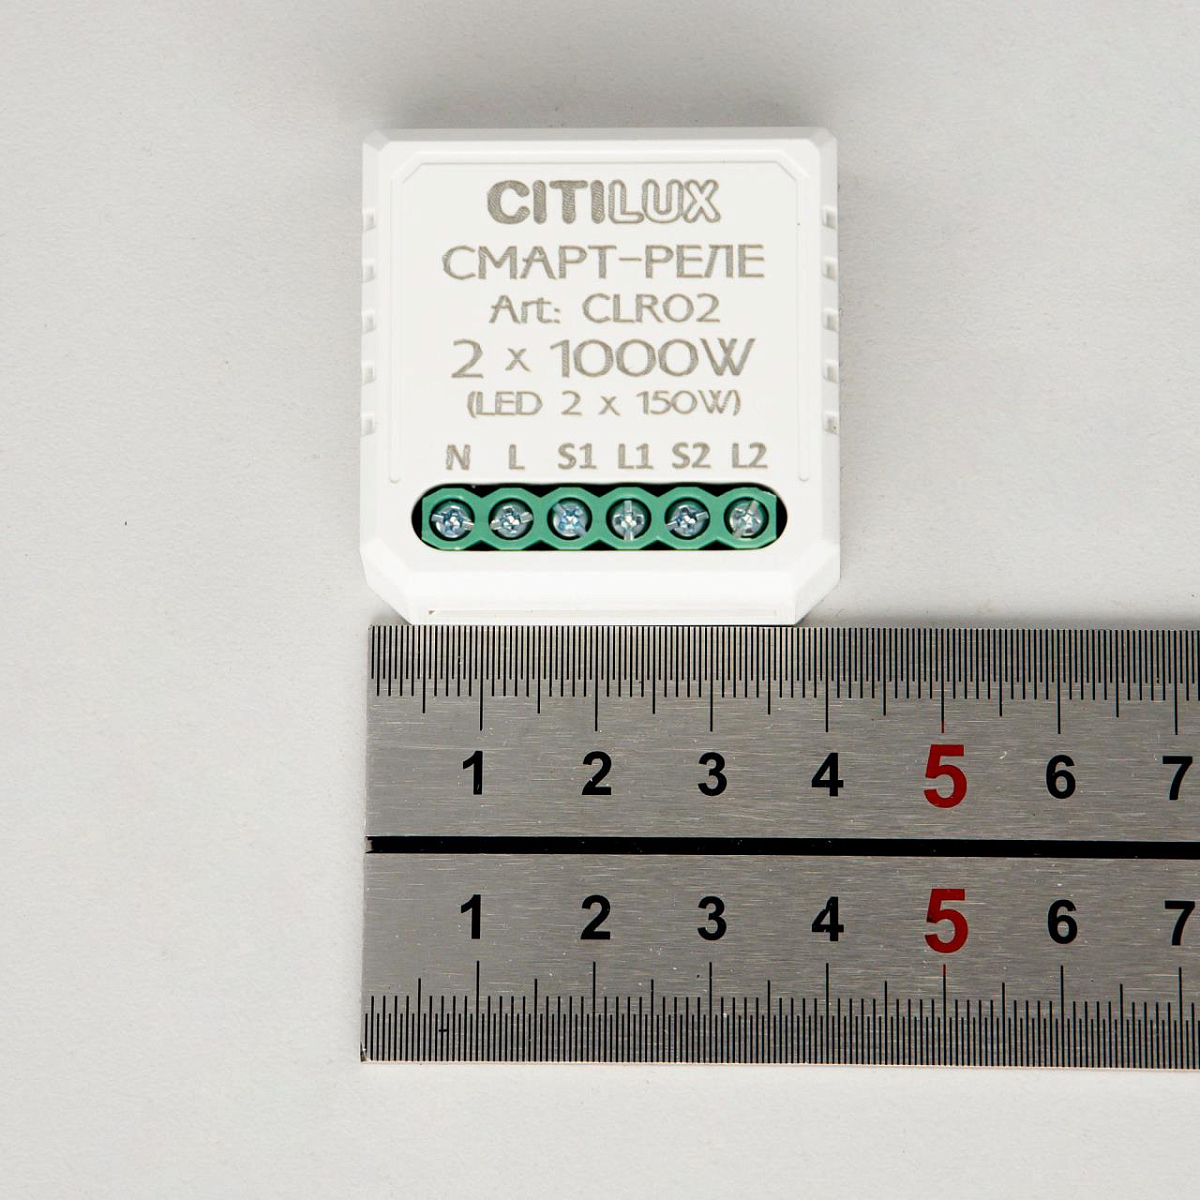 CITILUX
СМАРТ-РЕЛЕ
Art: CLR02
2 x 1000W
(LED 2 x 150W)
N L S1 L1 S2 L2
1 2 3 4 5 6 7
1 2 3 4 5 6 7